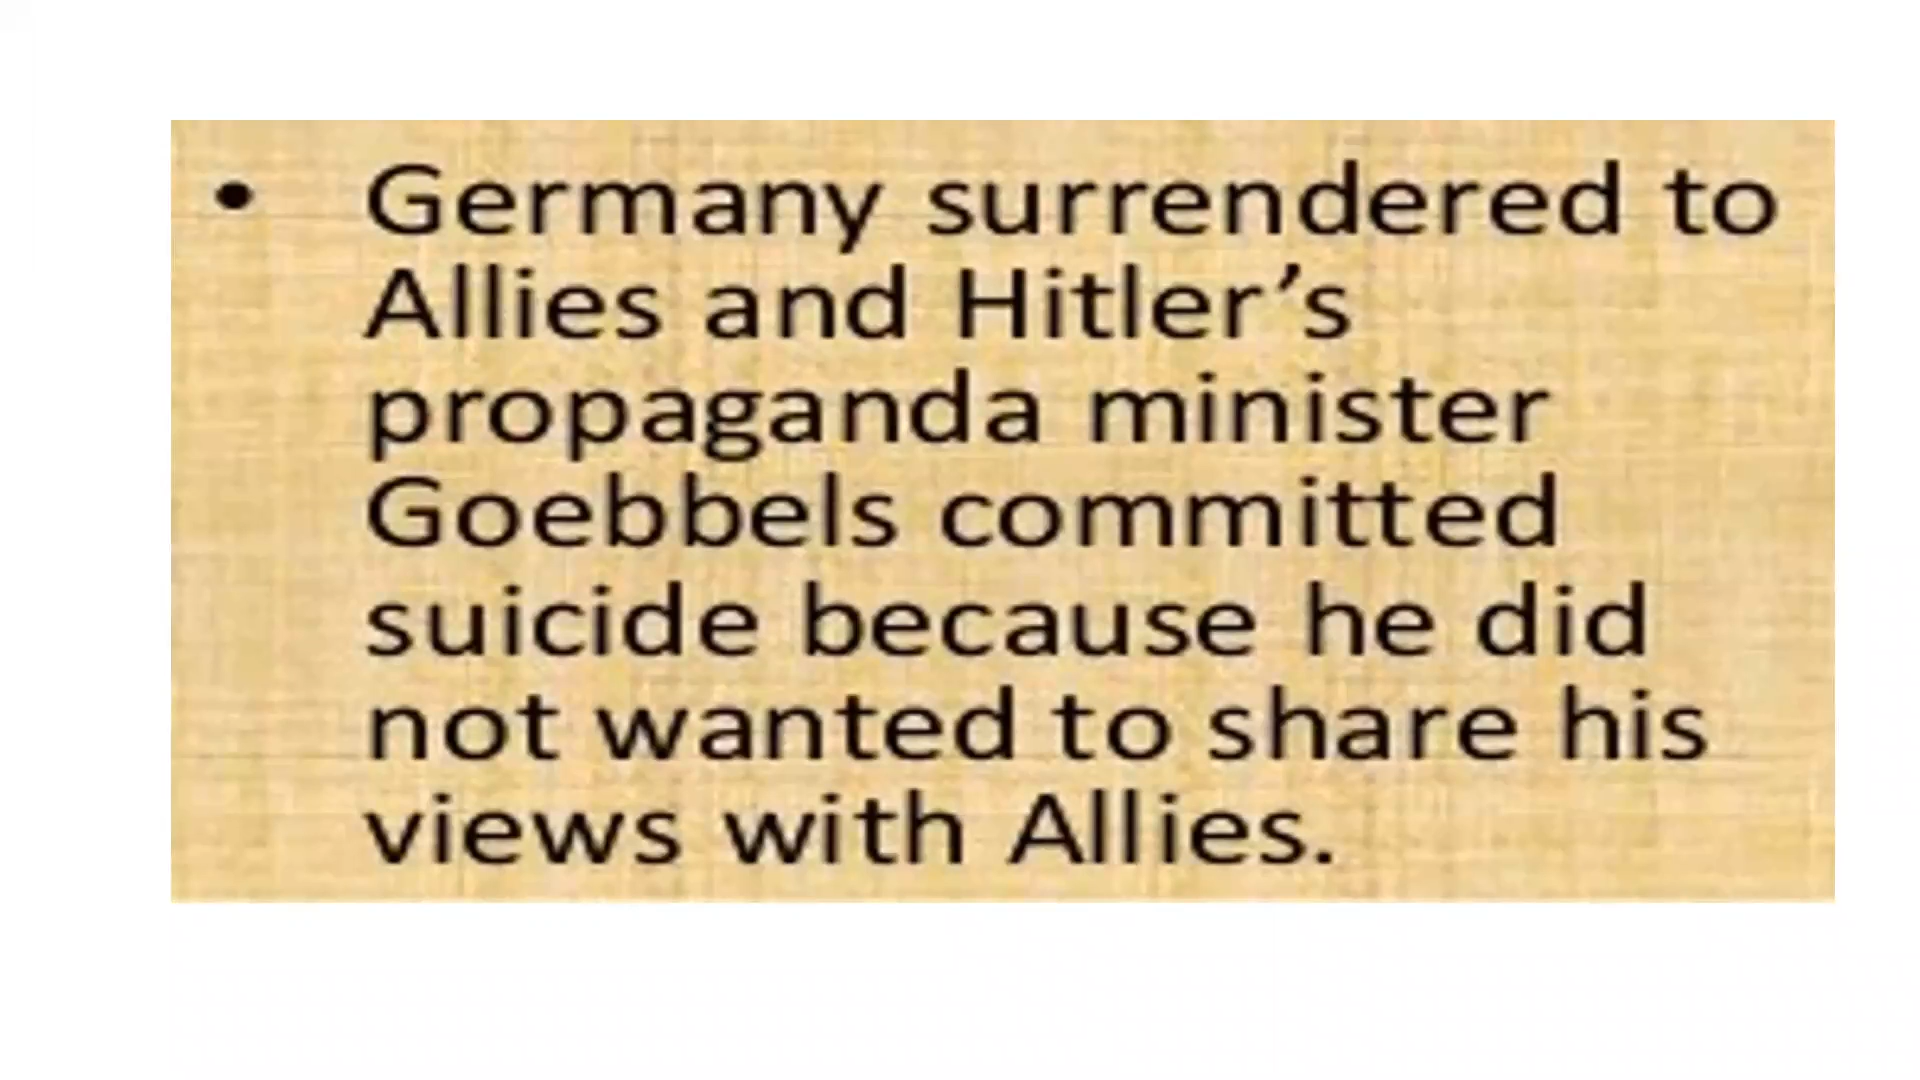 • Germany surrendered to
Allies and Hitler’s
propaganda minister
Goebbels committed
suicide because he did
not wanted to share his
views with Allies.